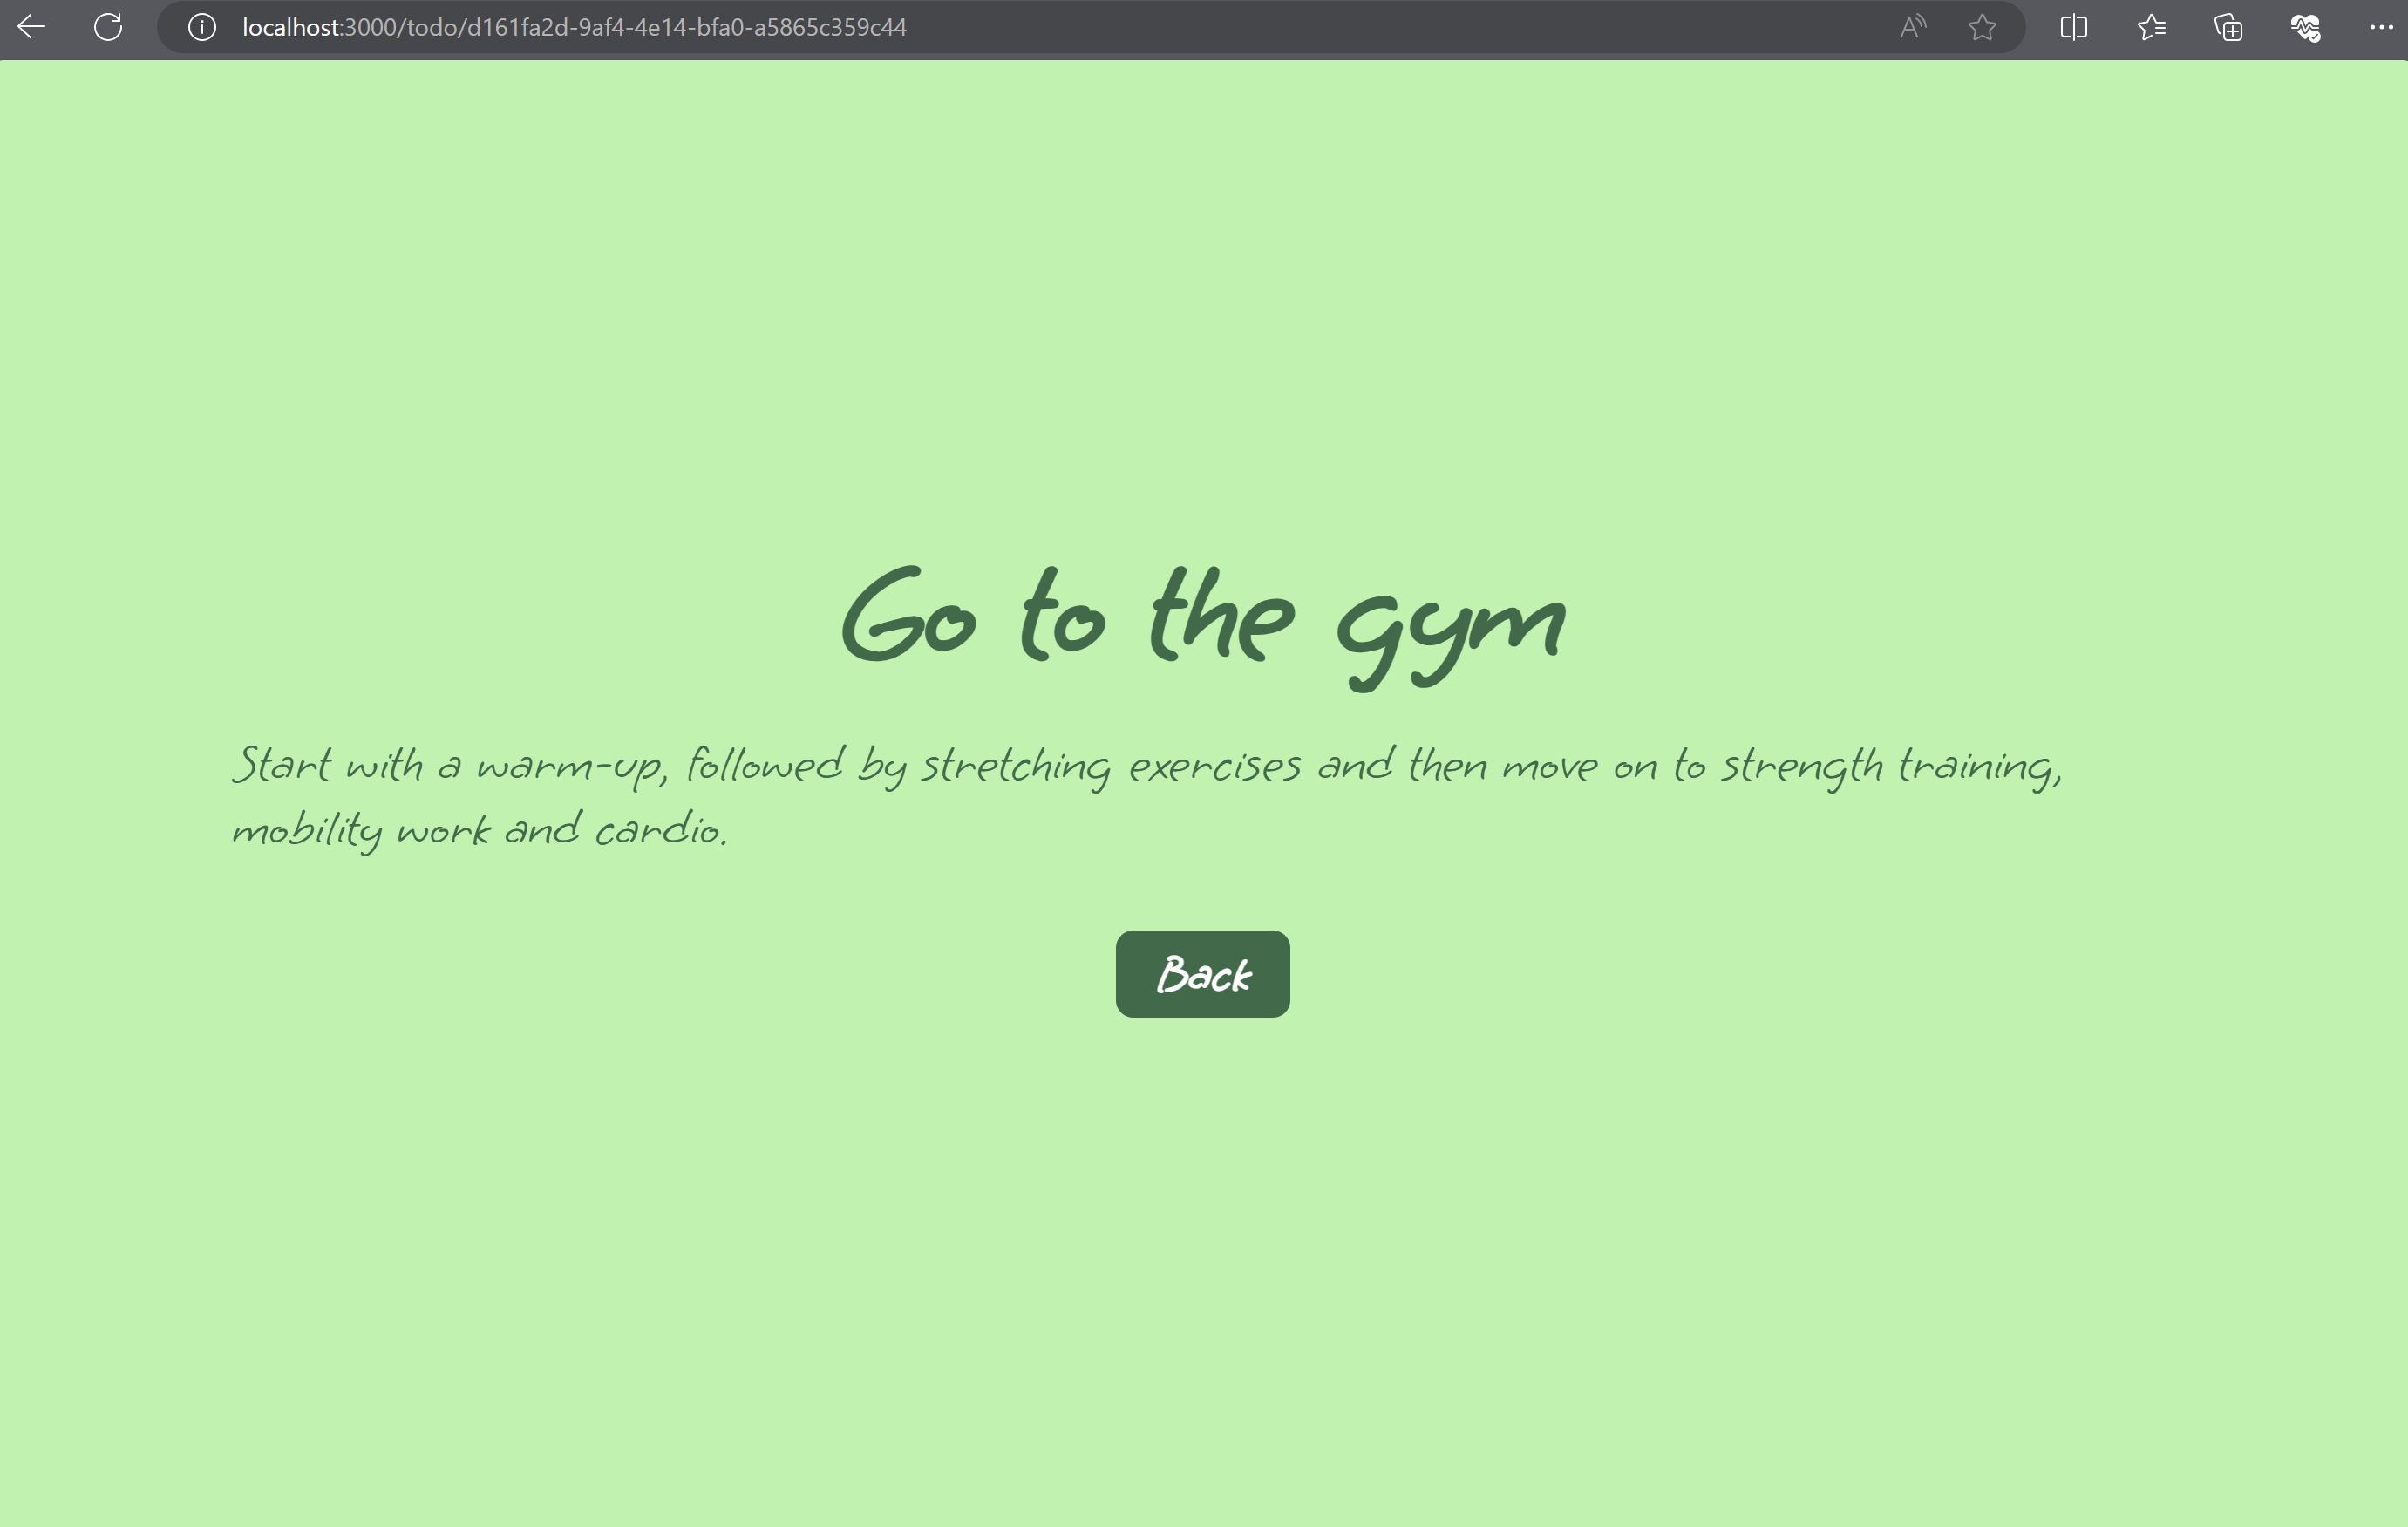 localhost:3000/todo/d161fa2d-9af4-4e14-bfa0-a5865c359c44
Go to the gym
Start with a warm-up, followed by stretching exercises and then move on to strength training,
mobility work and cardio.
Back